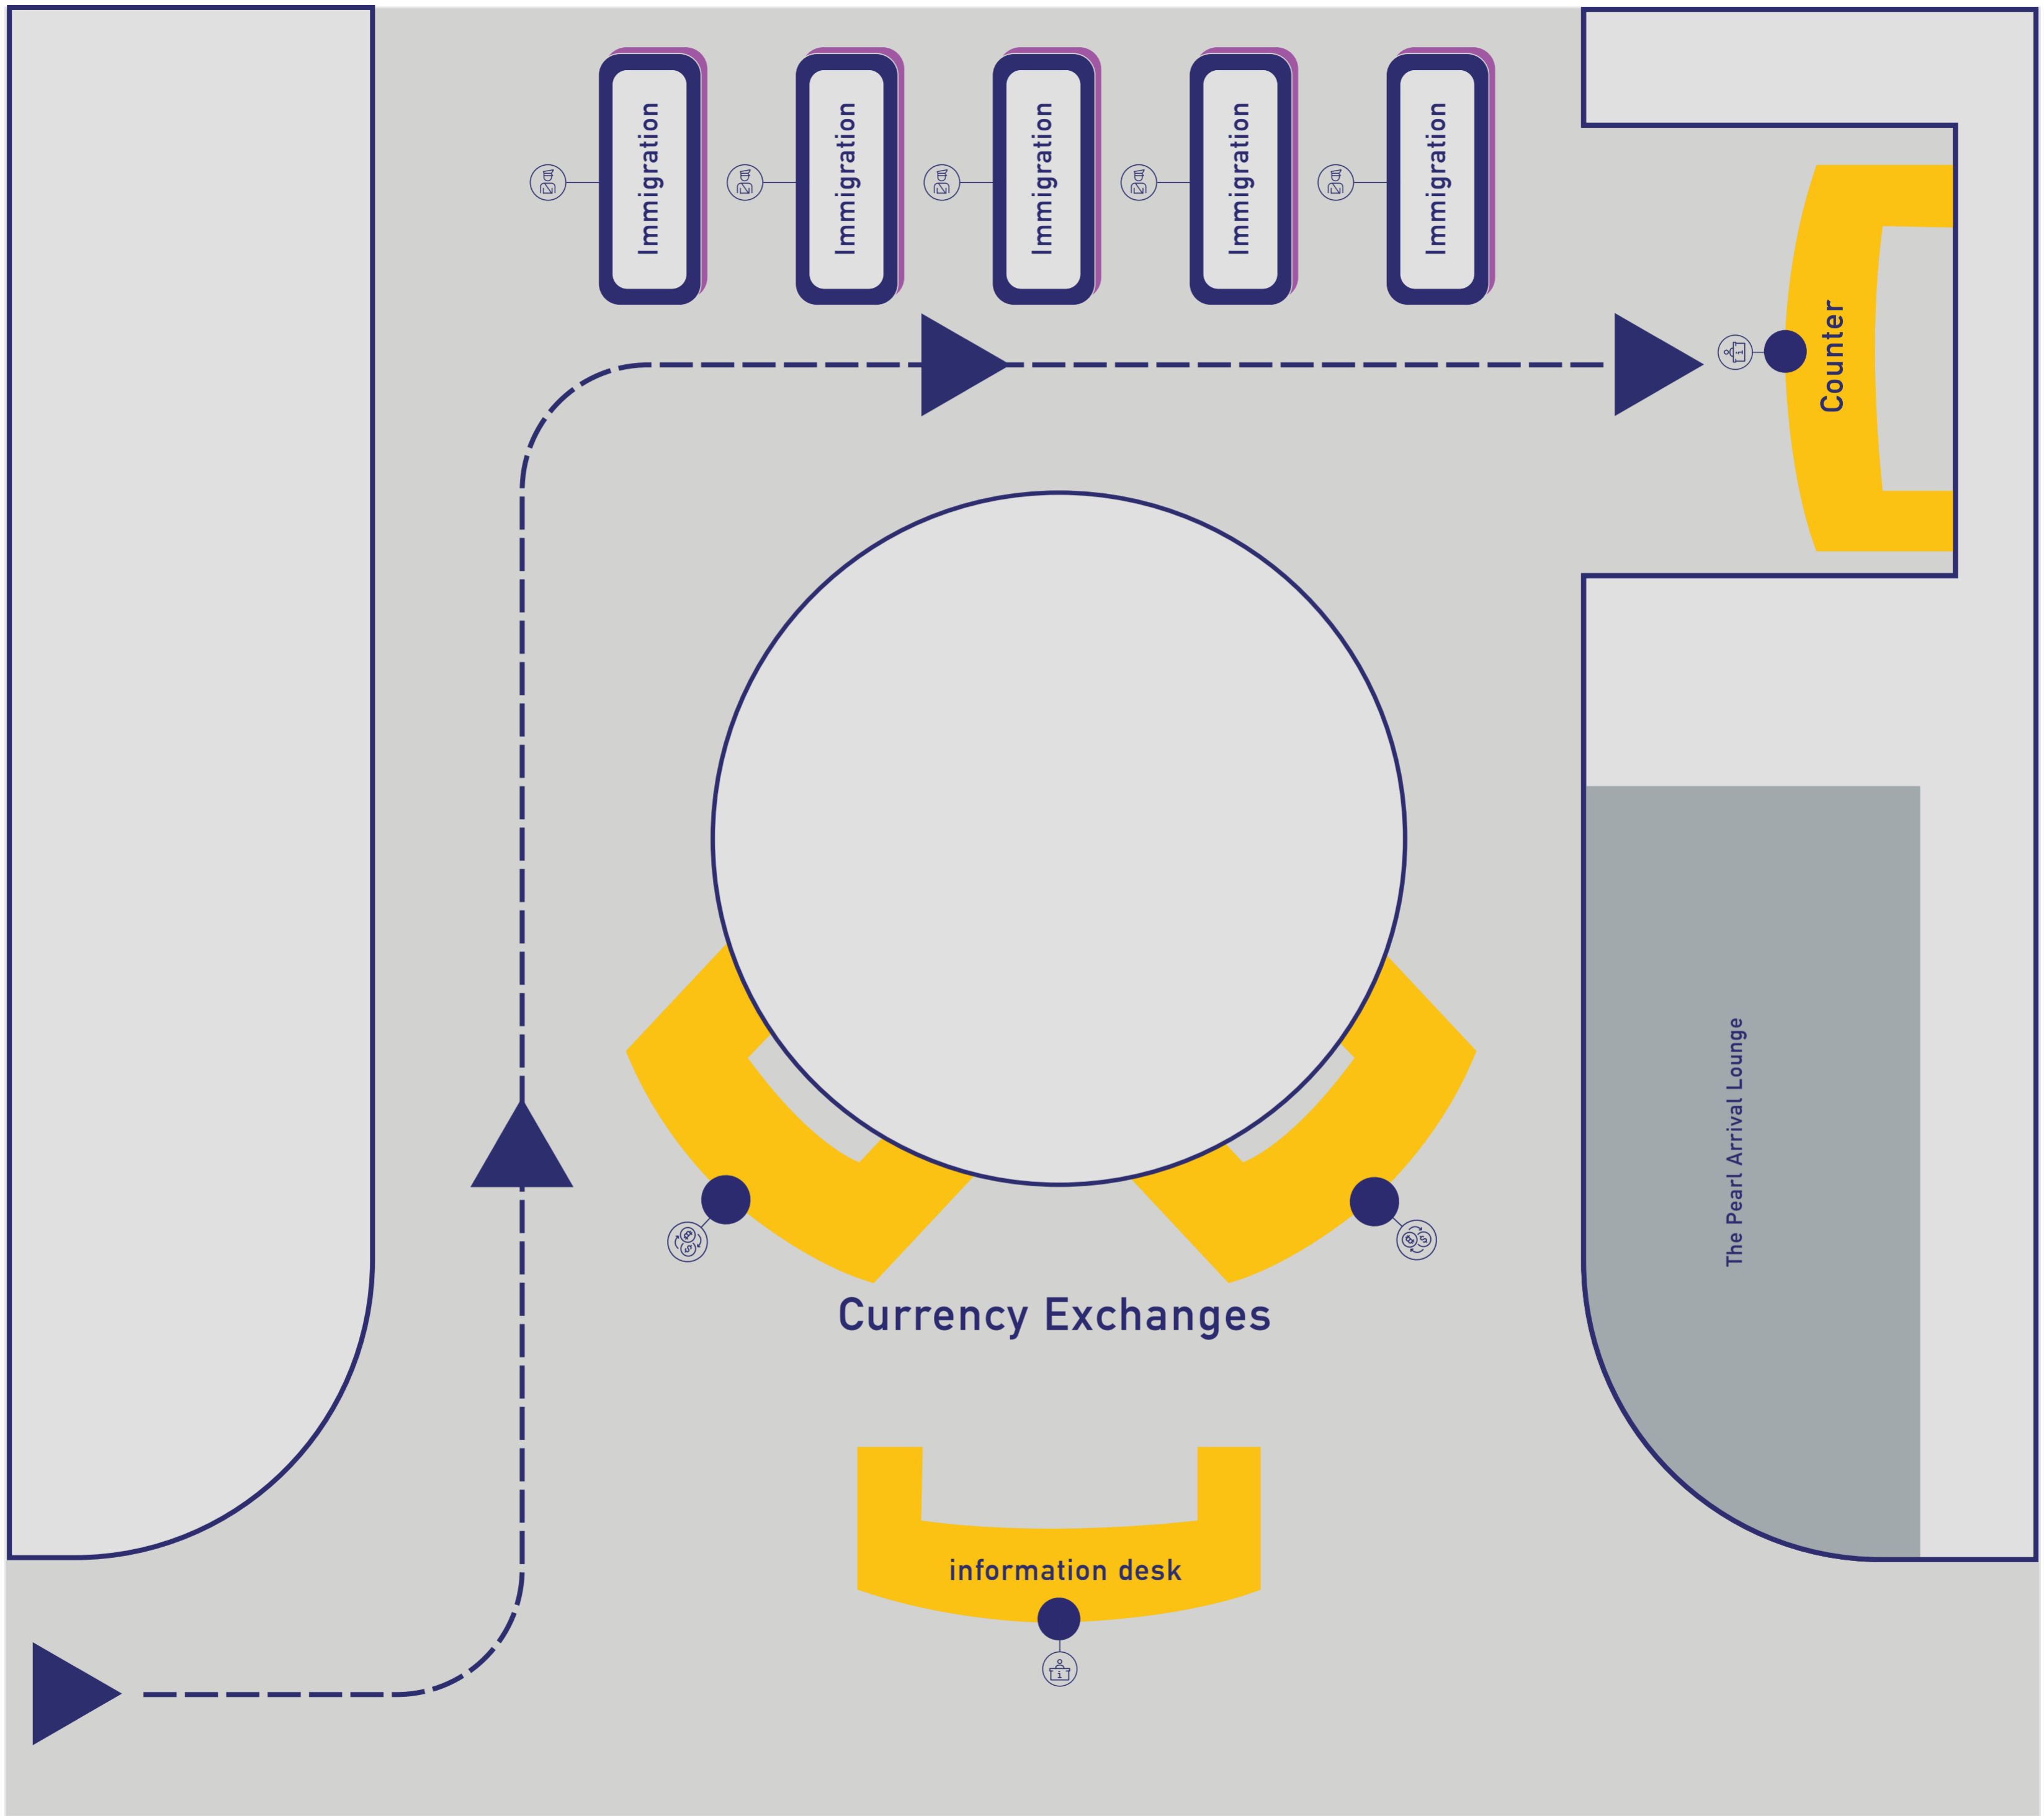 Immigration
Immigration
Immigration
Immigration
Immigration
Counter
The Pearl Arrival Lounge
Currency Exchanges
information desk